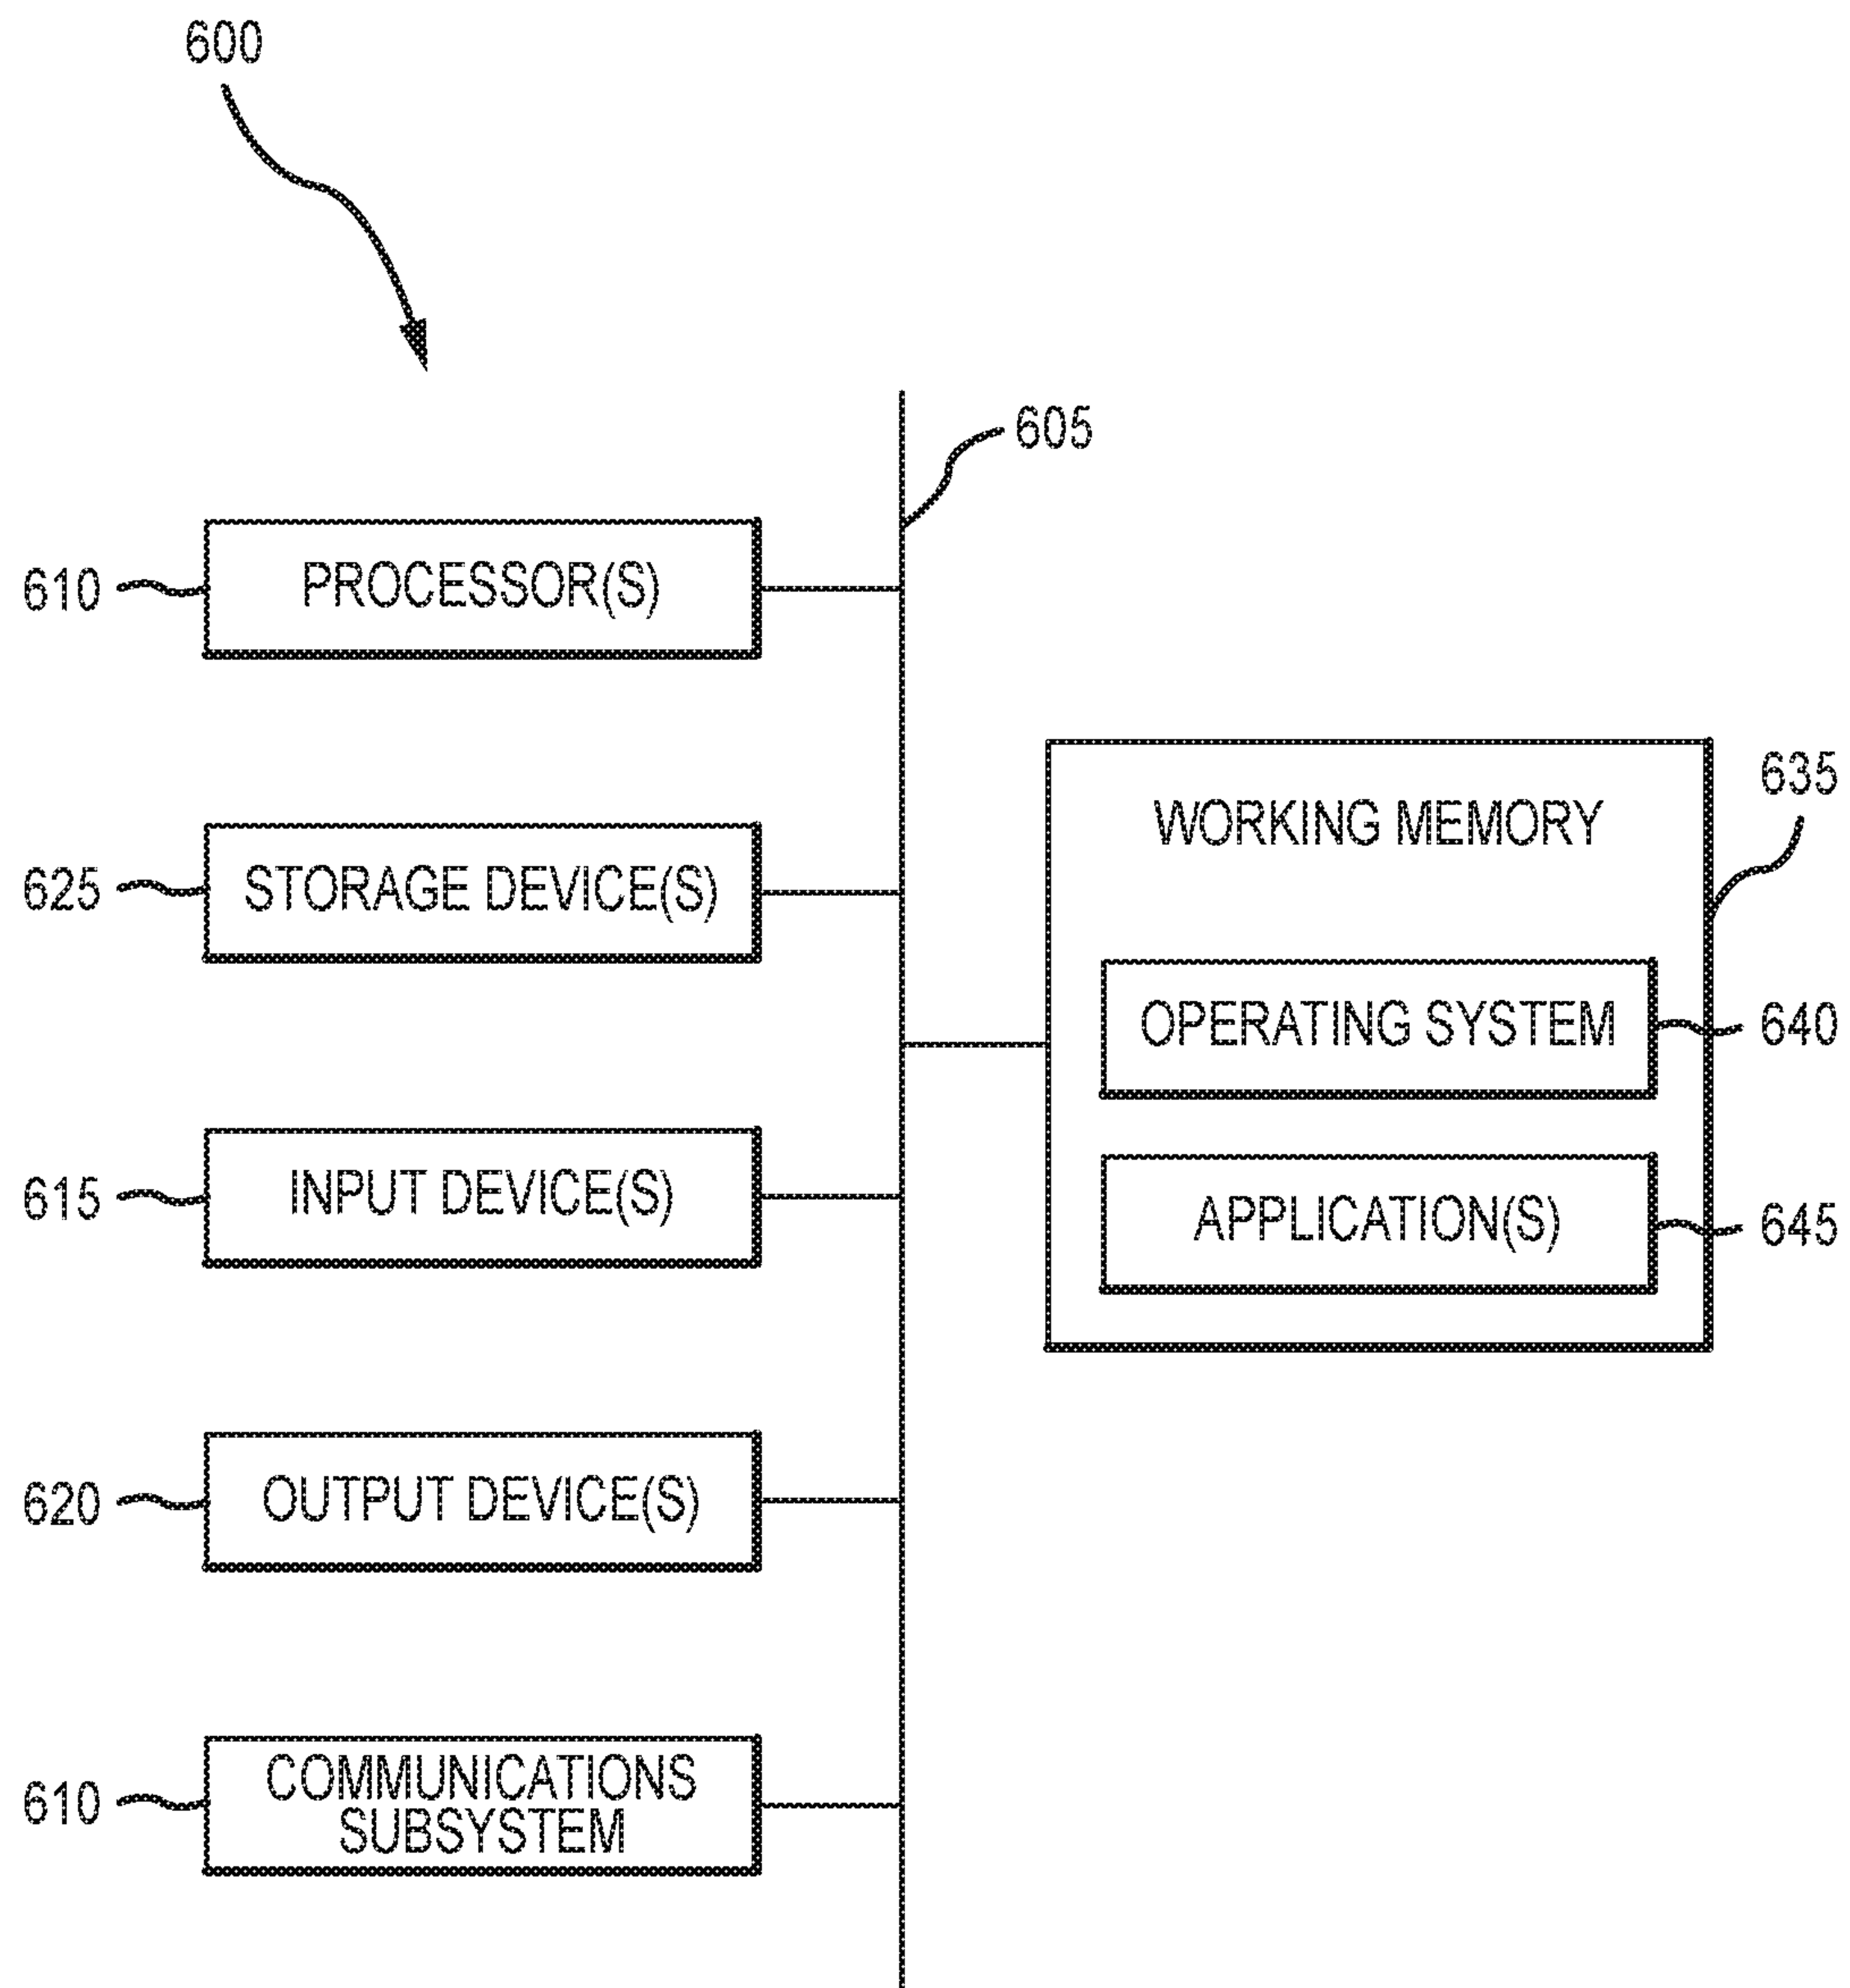 600
605
610
PROCESSOR(S)
635
WORKING MEMORY
625
STORAGE DEVICE(S)
OPERATING SYSTEM
640
615
INPUT DEVICE(S)
APPLICATION(S)
645
620
OUTPUT DEVICE(S)
610
COMMUNICATIONS
SUBSYSTEM